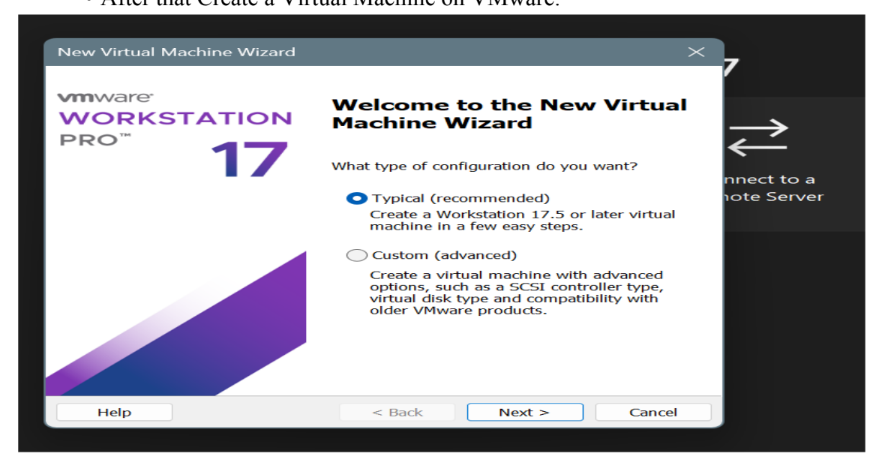 • After that Create a Virtual Machine on VMware.
New Virtual Machine Wizard
vmware
WORKSTATION
PRO™
17
Welcome to the New Virtual
Machine Wizard
What type of configuration do you want?
Typical (recommended)
Create a Workstation 17.5 or later virtual
machine in a few easy steps.
Custom (advanced)
Create a virtual machine with advanced
options, such as a SCSI controller type,
virtual disk type and compatibility with
older VMware products.
Help
< Back
Next >
Cancel
7
nnect to a
note Server